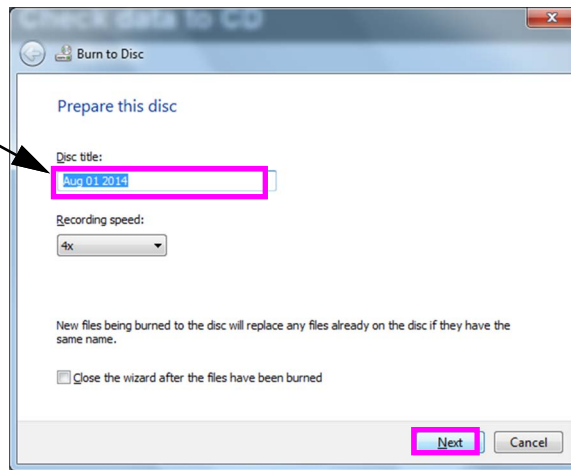 Check data to CD
Burn to Disc
Prepare this disc
Disc title:
Aug 01 2014
Recording speed:
4x
New files being burned to the disc will replace any files already on the disc if they have the
same name.
Close the wizard after the files have been burned
Next
Cancel